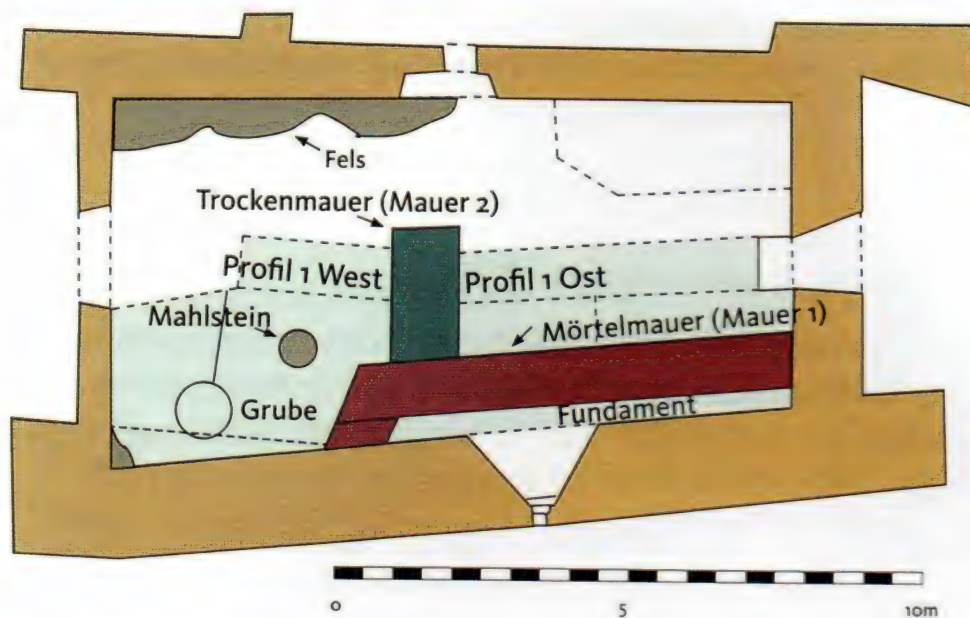 Fels
Trockenmauer (Mauer 2)
Profil 1 West
Profil 1 Ost
Mahlstein
Mörtelmauer (Mauer 1)
Grube
Fundament
0
5
10m